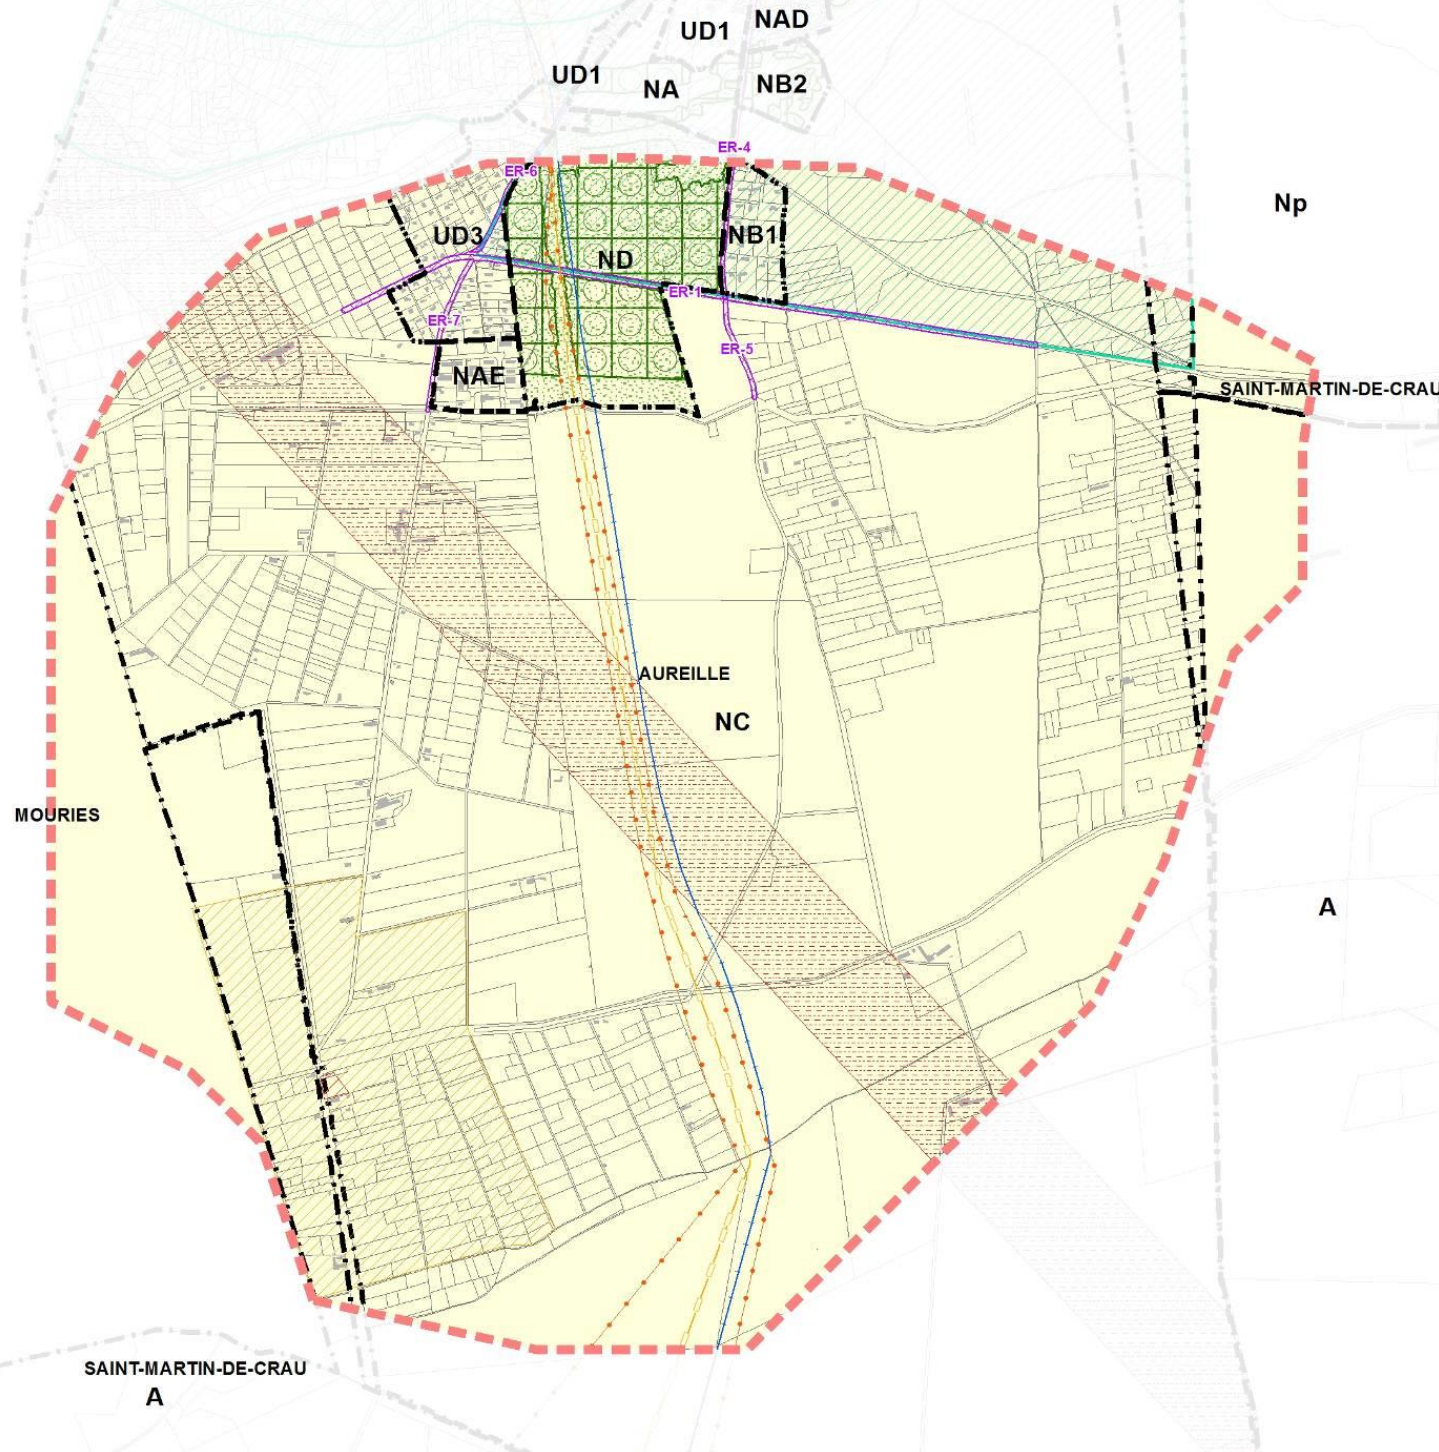 UD1
NAD
UD1
NA
NB2
ER-4
ER-6
Np
UD3
NB1
ND
ER-1
ER-7
ER-5
NAE
SAINT-MARTIN-DE-CRAU
AUREILLE
NC
MOURIES
A
SAINT-MARTIN-DE-CRAU
A